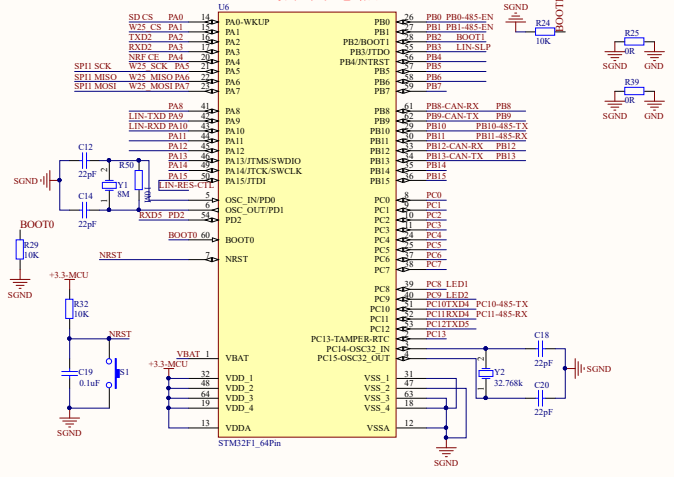 U6
SD CS PA0 14 PA0-WKUP PB0 26 PB0 PB0-485-EN
W25_CS PA1 15 PA1 PB1 27 PB1 PB1-485-EN
TXD2 PA2 16 PA2 PB2/BOOT1 28 PB2 BOOT1
RXD2 PA3 17 PA3 PB3/JTDO 55 PB3 LIN-SLP
NRF CE PA4 20 PA4 PB4/JNTRST 56 PB4
SPI1 SCK W25_SCK PA5 21 PA5 PB5 57 PB5
SPI1 MISO W25_MISO PA6 22 PA6 PB6 58 PB6
SPI1 MOSI W25_MOSI PA7 23 PA7 PB7 59 PB7
PA8 41 PA8 PB8 61 PB8-CAN-RX PB8
LIN-TXD PA9 42 PA9 PB9 62 PB9-CAN-TX PB9
LIN-RXD PA10 43 PA10 PB10 29 PB10 PB10-485-TX
PA11 44 PA11 PB11 30 PB11 PB11-485-RX
PA12 45 PA12 PB12 33 PB12-CAN-RX PB12
PA13 46 PA13/JTMS/SWDIO PB13 34 PB13-CAN-TX PB13
PA14 49 PA14/JTCK/SWCLK PB14 35 PB14
PA15 50 PA15/JTDI PB15 36 PB15
LIN-RES-CTL
5 OSC_IN/PD0 PC0 8 PC0
6 OSC_OUT/PD1 PC1 9 PC1
RXD5 PD2 54 PD2 PC2 10 PC2
PC3 11 PC3
BOOT0 60 BOOT0 PC4 24 PC4
PC5 25 PC5
NRST 7 NRST PC6 37 PC6
PC7 38 PC7
PC8 39 PC8 LED1
PC9 40 PC9 LED2
PC10 51 PC10TXD4 PC10-485-TX
PC11 52 PC11RXD4 PC11-485-RX
PC12 53 PC12TXD5
PC13-TAMPER-RTC PC13
PC14-OSC32_IN
VBAT 1 VBAT PC15-OSC32_OUT 4
+3.3-MCU
32 VDD_1 VSS_1 31
48 VDD_2 VSS_2 47
64 VDD_3 VSS_3 63
19 VDD_4 VSS_4 18
13 VDDA VSSA 12
STM32F1_64Pin
SGND
C12
22pF
SGND
2
Y1
8M
1
R50
C14
22pF
BOOT0
R29
10K
SGND
+3.3-MCU
R32
10K
NRST
C19
0.1uF
S1
SGND
SGND
R24
10K
BOOT1
R25
0R
SGND GND
R39
0R
SGND GND
C18
22pF
2
Y2
32.768k
1
C20
22pF
SGND